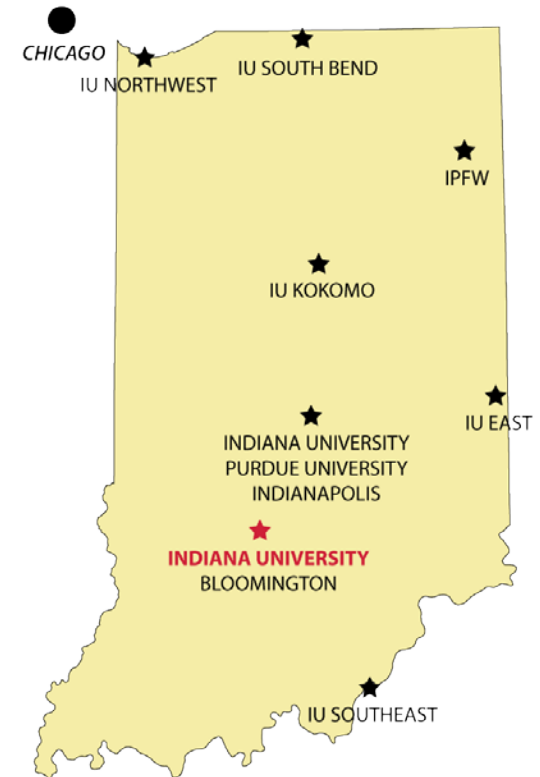 CHICAGO
IU NORTHWEST
IU SOUTH BEND
IPFW
IU KOKOMO
IU EAST
INDIANA UNIVERSITY
PURDUE UNIVERSITY
INDIANAPOLIS
INDIANA UNIVERSITY
BLOOMINGTON
IU SOUTHEAST